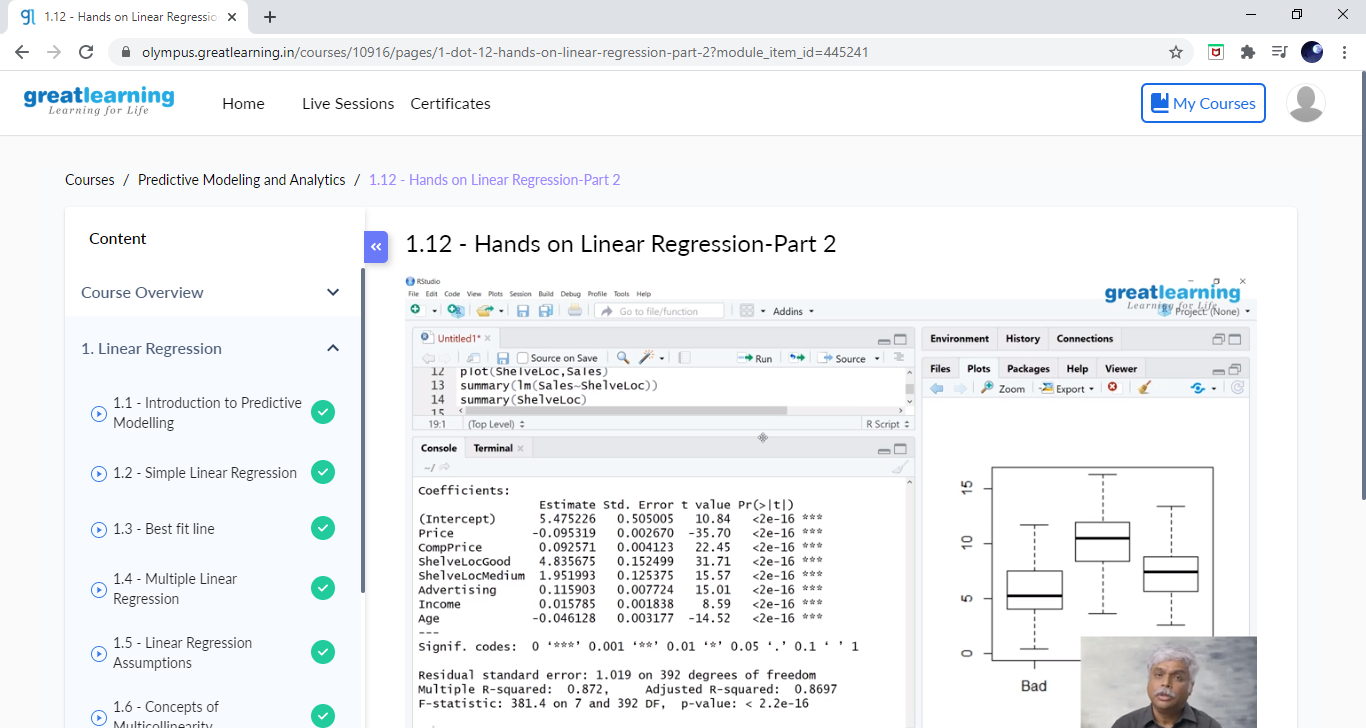 1.12 - Hands on Linear Regressio
olympus.greatlearning.in/courses/10916/pages/1-dot-12-hands-on-linear-regression-part-2?module_item_id=445241
greatlearning
Learning for Life
Home
Live Sessions
Certificates
My Courses
Courses / Predictive Modeling and Analytics / 1.12 - Hands on Linear Regression-Part 2
Content
Course Overview
1. Linear Regression
1.1 - Introduction to Predictive
Modelling
1.2 - Simple Linear Regression
1.3 - Best fit line
1.4 - Multiple Linear
Regression
1.5 - Linear Regression
Assumptions
1.6 - Concepts of
Multicollinearity
1.12 - Hands on Linear Regression-Part 2
RStudio
File Edit Code View Plots Session Build Debug Profile Tools Help
greatlearning
Learning for Life
Go to file/function
Addins
Project: (None)
Untitled1*
Source on Save
Run
Source
12 plot(ShelveLoc,Sales)
13 summary(lm(Sales~ShelveLoc))
14 summary(ShelveLoc)
15
19:1 (Top Level)
R Script
Console Terminal
~/
Coefficients:
Estimate Std. Error t value Pr(>|t|)
(Intercept) 5.475226 0.505005 10.84 <2e-16 ***
Price -0.095319 0.002670 -35.70 <2e-16 ***
CompPrice 0.092571 0.004123 22.45 <2e-16 ***
ShelveLocGood 4.835675 0.152499 31.71 <2e-16 ***
ShelveLocMedium 1.951993 0.125375 15.57 <2e-16 ***
Advertising 0.115903 0.007724 15.01 <2e-16 ***
Income 0.015785 0.001838 8.59 <2e-16 ***
Age -0.046128 0.003177 -14.52 <2e-16 ***
---
Signif. codes: 0 ‘***’ 0.001 ‘**’ 0.01 ‘*’ 0.05 ‘.’ 0.1 ‘ ’ 1
Residual standard error: 1.019 on 392 degrees of freedom
Multiple R-squared: 0.872, Adjusted R-squared: 0.8697
F-statistic: 381.4 on 7 and 392 DF, p-value: < 2.2e-16
Environment History Connections
Files Plots Packages Help Viewer
Zoom
Export
15
10
5
0
Bad